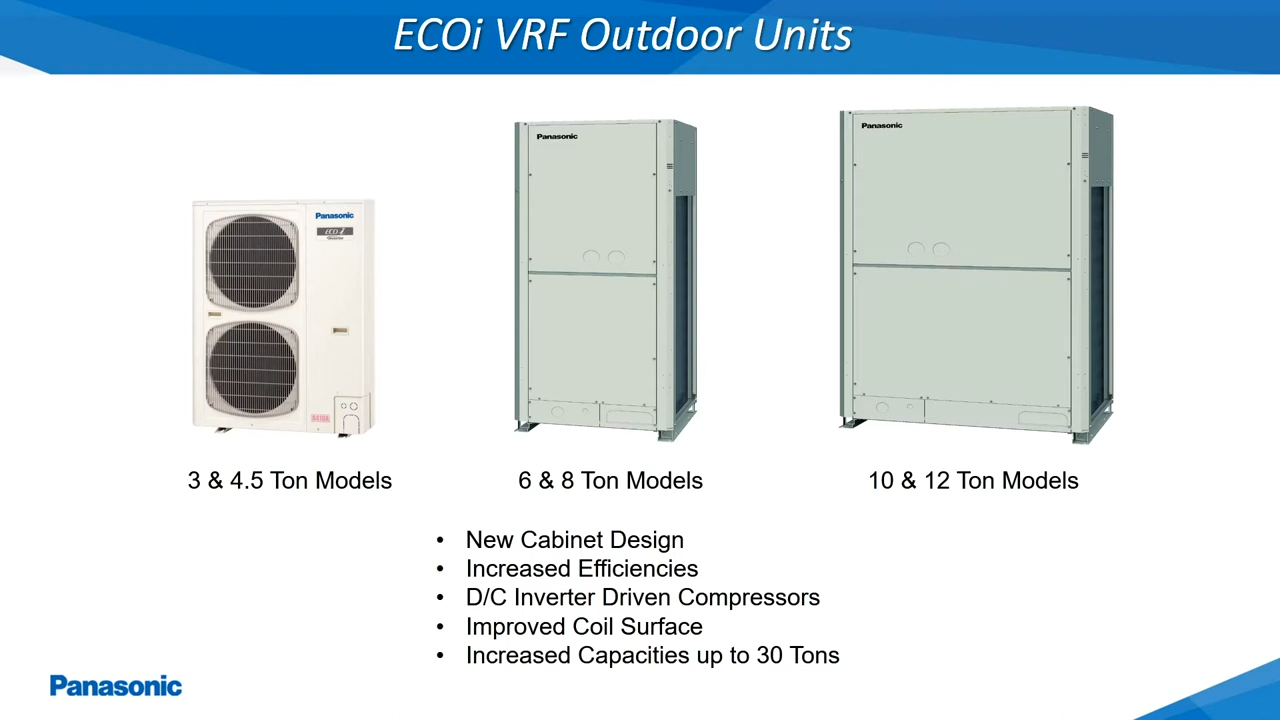 ECOi VRF Outdoor Units
Panasonic
ECOi
Panasonic
Panasonic
3 & 4.5 Ton Models
6 & 8 Ton Models
10 & 12 Ton Models
• New Cabinet Design
• Increased Efficiencies
• D/C Inverter Driven Compressors
• Improved Coil Surface
• Increased Capacities up to 30 Tons
Panasonic